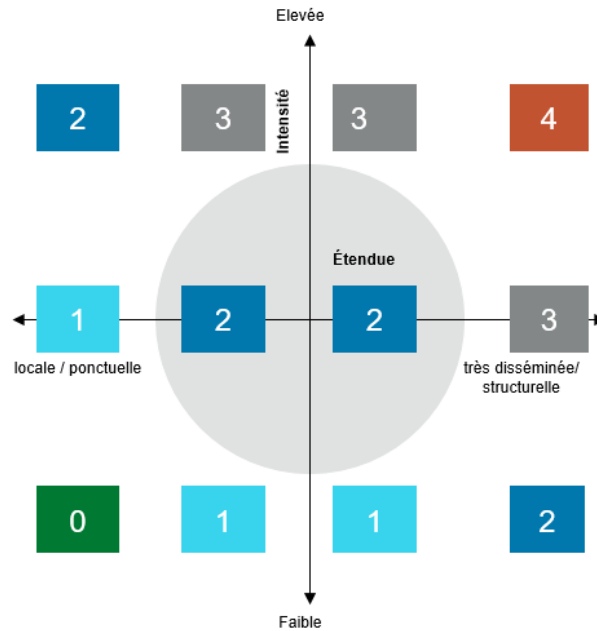 Elevée
2 3 3 4
Intensité
Étendue
1 2 2 3
locale / ponctuelle
très disséminée/
structurelle
0 1 1 2
Faible